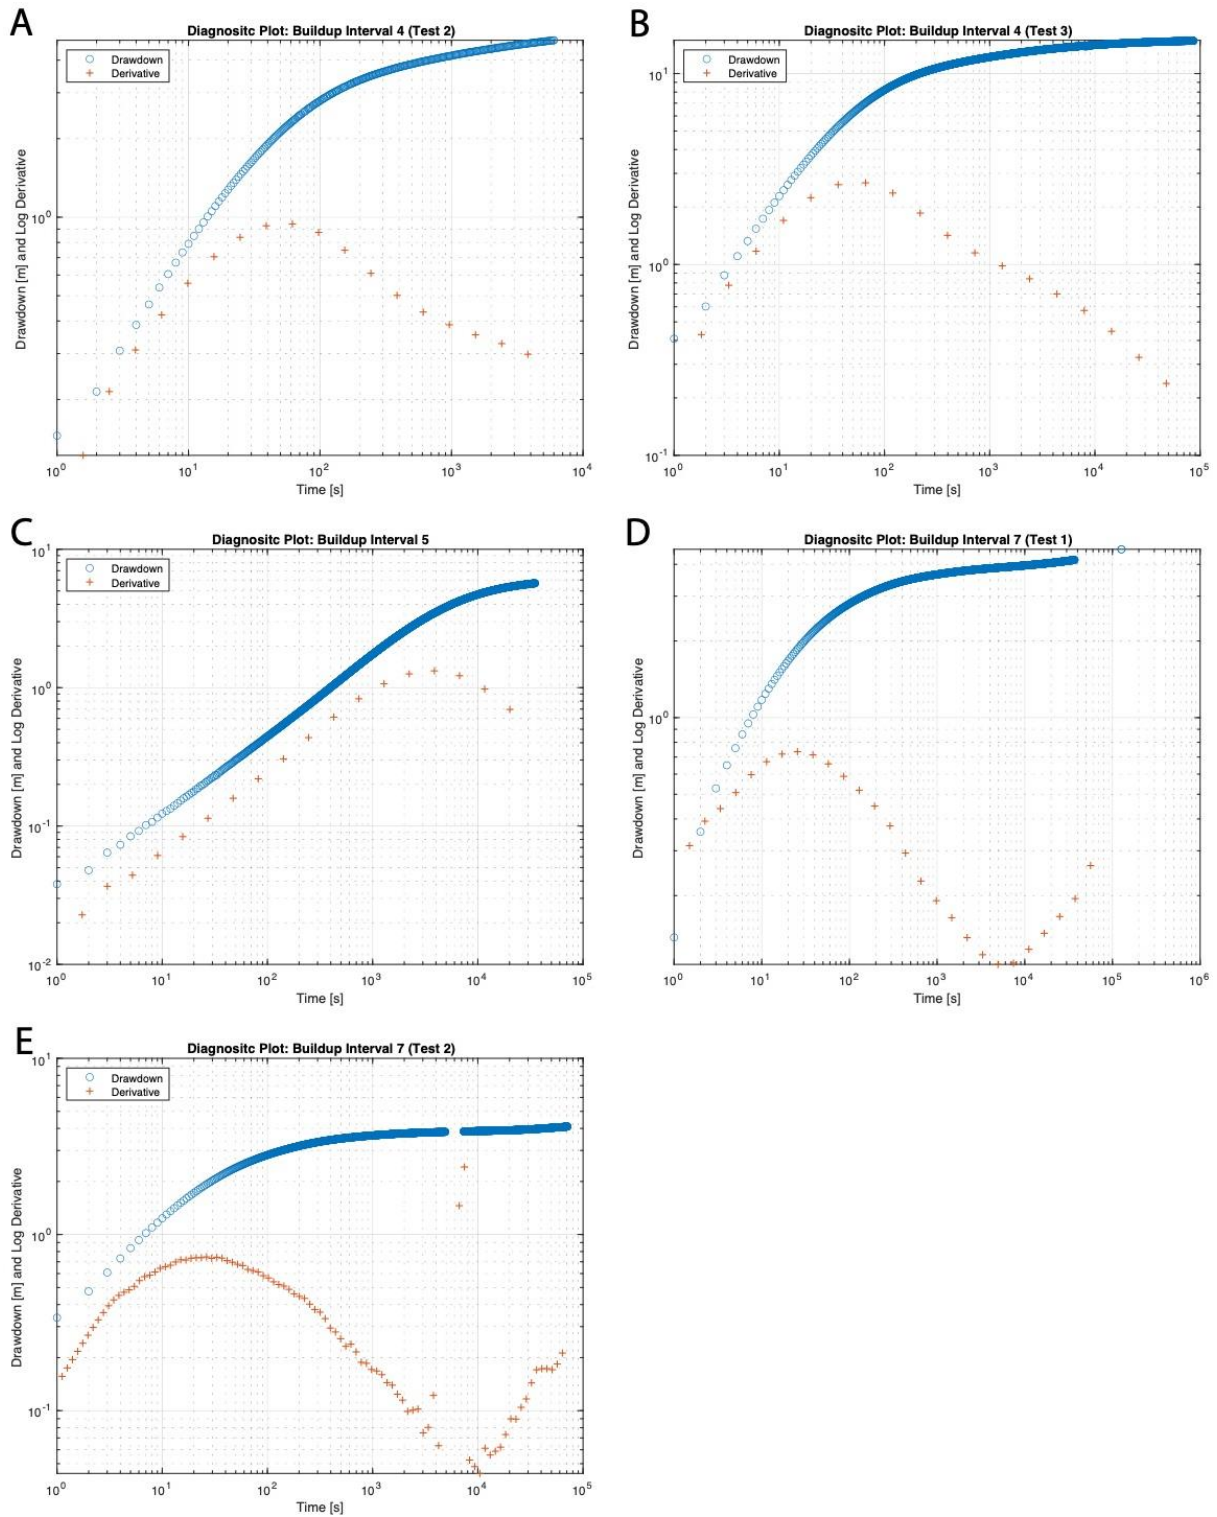 A
Diagnositc Plot: Buildup Interval 4 (Test 2)
Drawdown
Derivative
Drawdown [m] and Log Derivative
10^0
10^0 10^1 10^2 10^3 10^4
Time [s]
B
Diagnositc Plot: Buildup Interval 4 (Test 3)
Drawdown
Derivative
Drawdown [m] and Log Derivative
10^1
10^0
10^-1
10^0 10^1 10^2 10^3 10^4 10^5
Time [s]
C
Diagnositc Plot: Buildup Interval 5
Drawdown
Derivative
Drawdown [m] and Log Derivative
10^1
10^0
10^-1
10^-2
10^0 10^1 10^2 10^3 10^4 10^5
Time [s]
D
Diagnositc Plot: Buildup Interval 7 (Test 1)
Drawdown
Derivative
Drawdown [m] and Log Derivative
10^0
10^0 10^1 10^2 10^3 10^4 10^5 10^6
Time [s]
E
Diagnositc Plot: Buildup Interval 7 (Test 2)
Drawdown
Derivative
Drawdown [m] and Log Derivative
10^1
10^0
10^-1
10^0 10^1 10^2 10^3 10^4 10^5
Time [s]